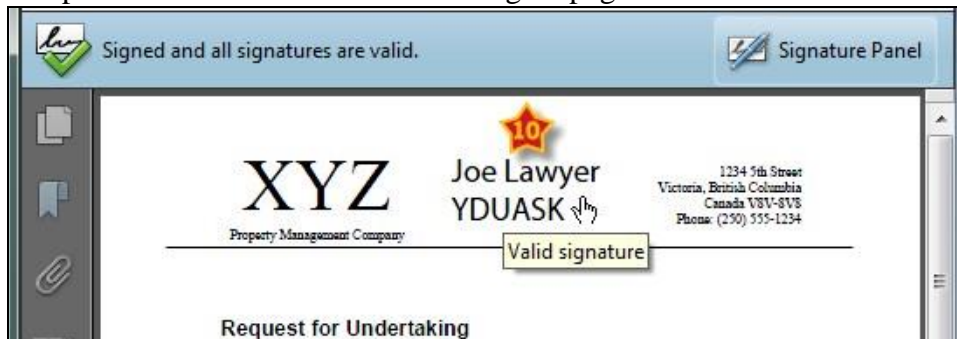 Signed and all signatures are valid.
Signature Panel
10
XYZ
Property Management Company
Joe Lawyer
YDUASK
1234 5th Street
Victoria, British Columbia
Canada V8V-8V8
Phone: (250) 555-1234
Valid signature
Request for Undertaking